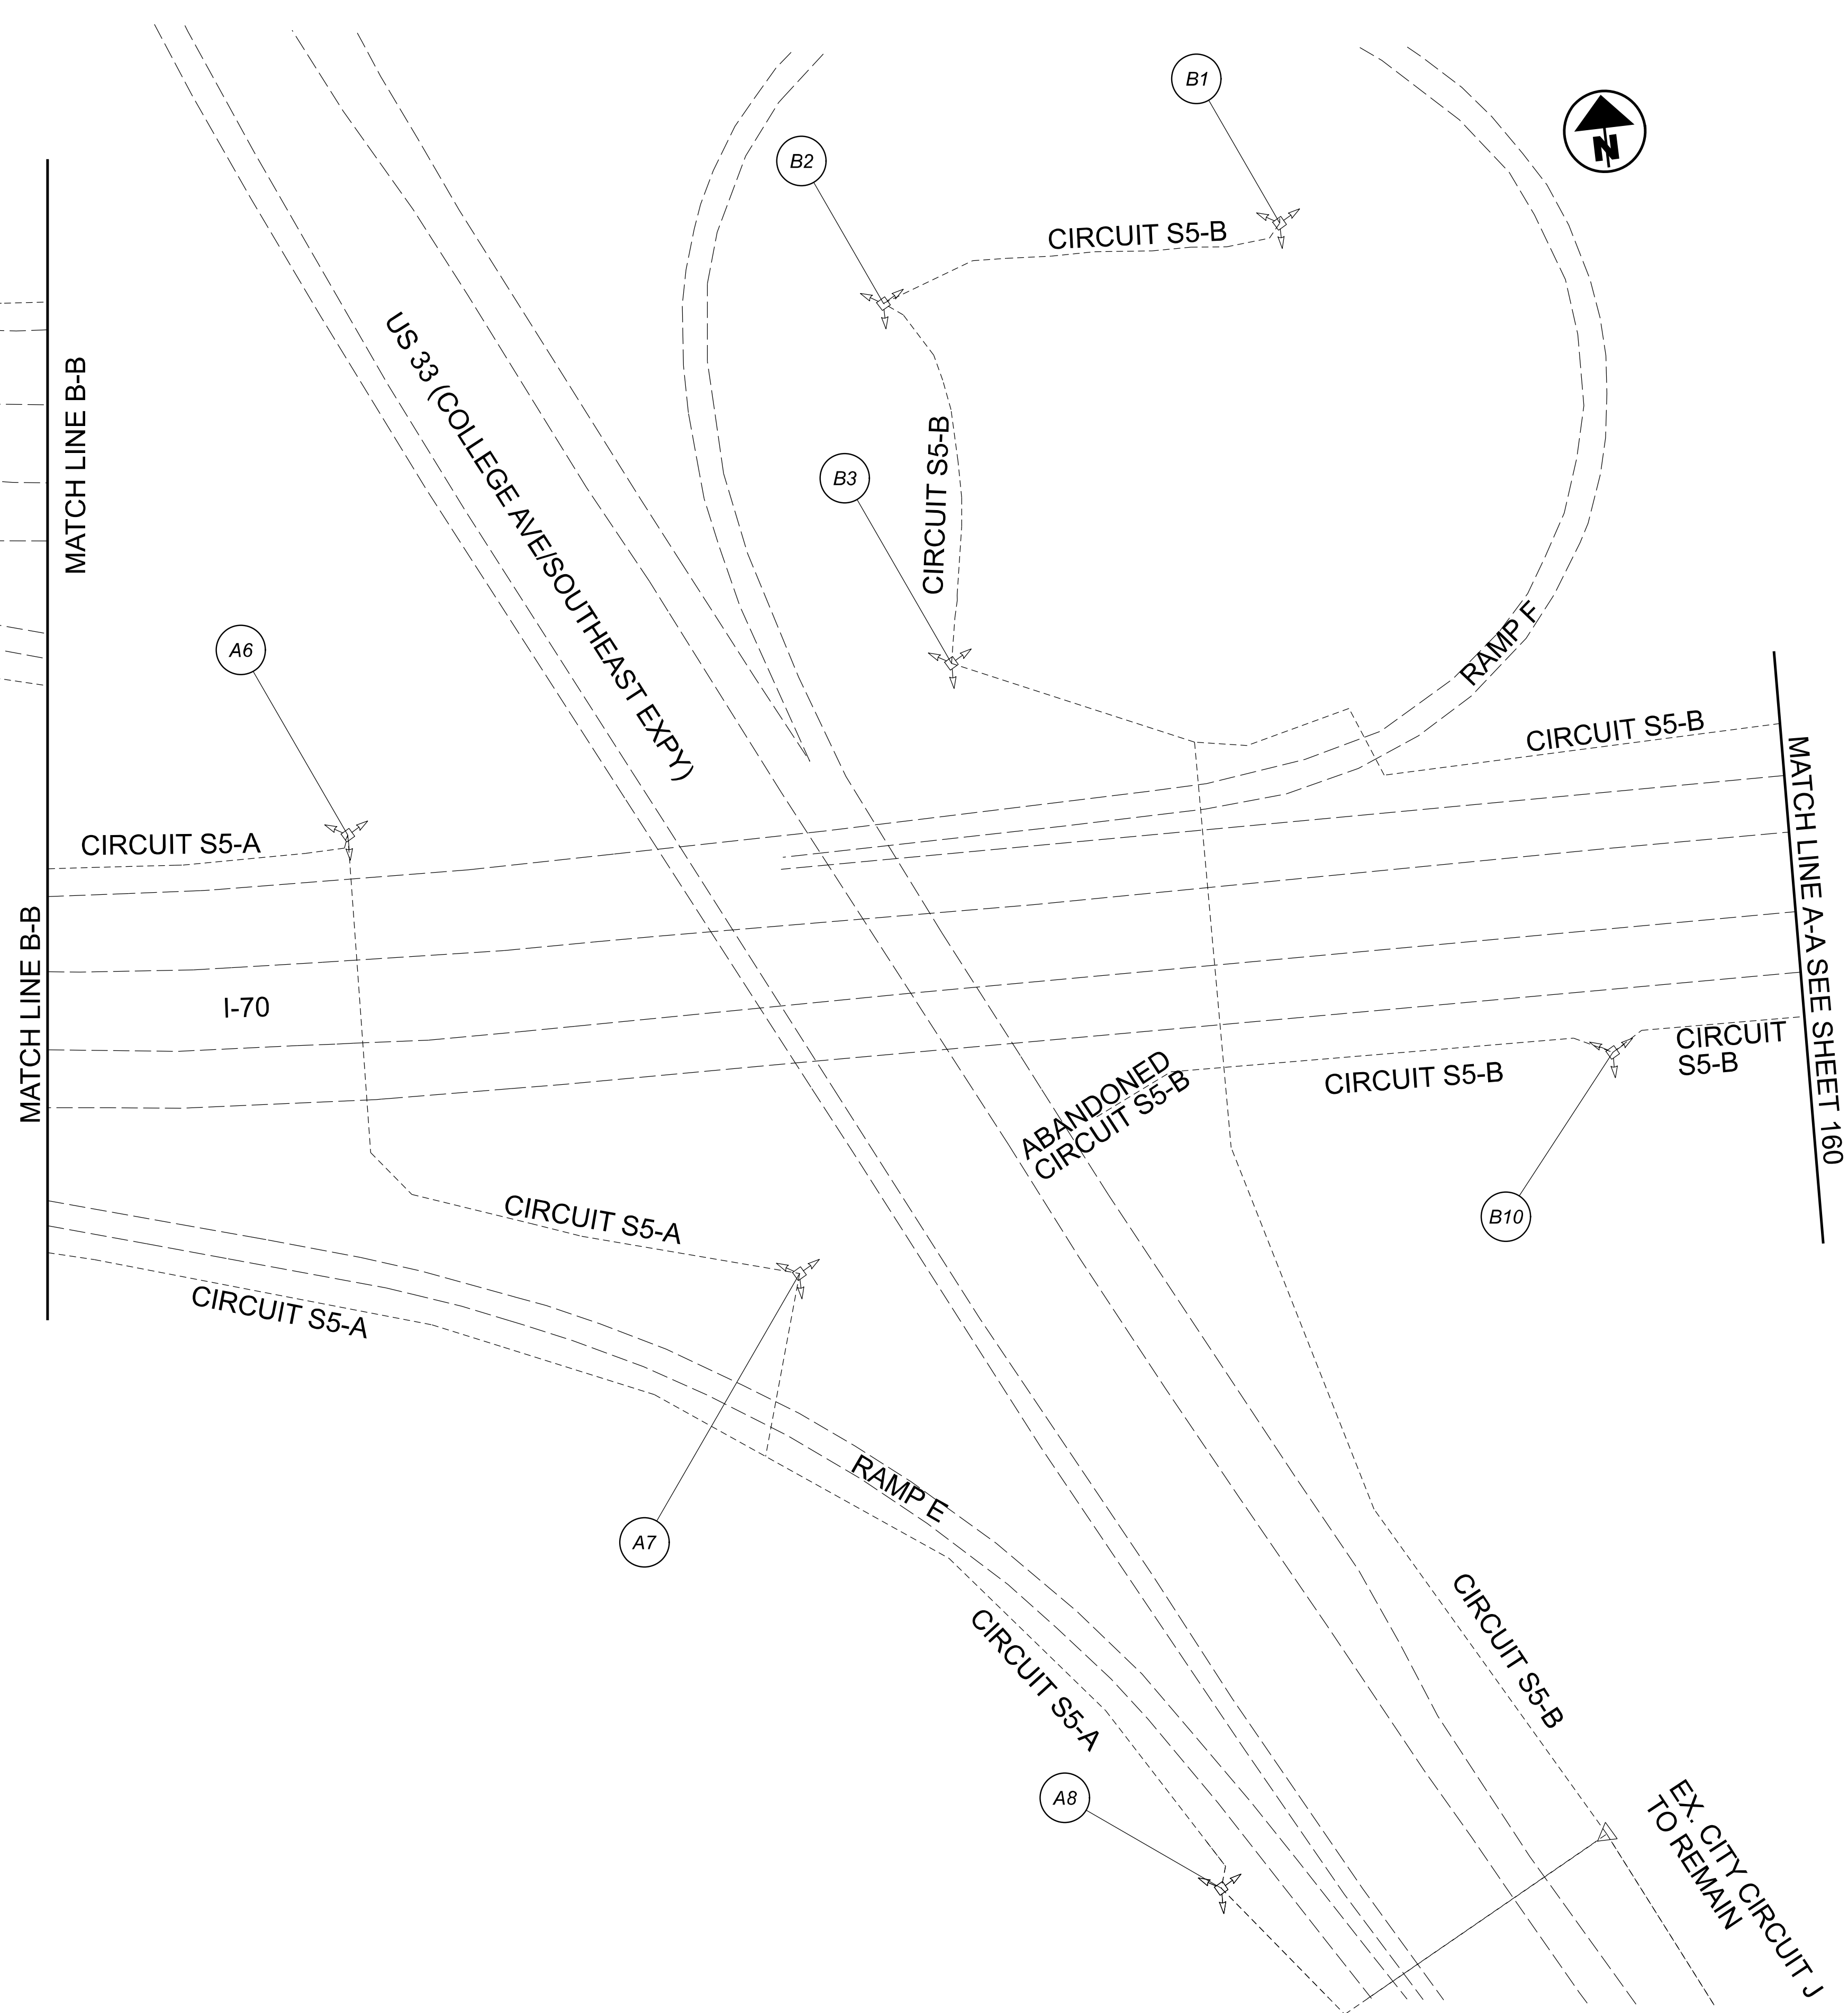 B1
B2
N
CIRCUIT S5-B
US 33 (COLLEGE AVE/SOUTHEAST EXPY)
MATCH LINE B-B
CIRCUIT S5-B
B3
RAMP F
A6
CIRCUIT S5-B
MATCH LINE A-A SEE SHEET 160
CIRCUIT S5-A
MATCH LINE B-B
I-70
CIRCUIT
S5-B
ABANDONED
CIRCUIT S5-B
CIRCUIT S5-B
B10
CIRCUIT S5-A
CIRCUIT S5-A
RAMP E
A7
CIRCUIT S5-A
CIRCUIT S5-B
A8
EX. CITY CIRCUIT J
TO REMAIN